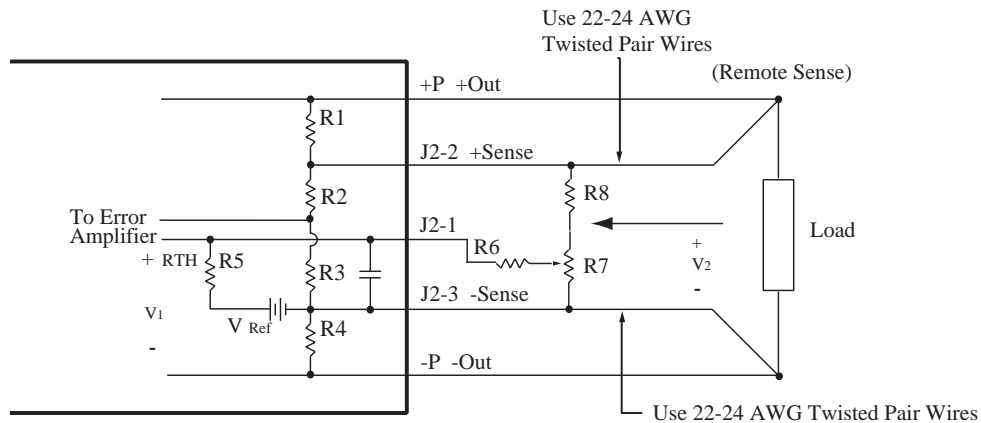 Use 22-24 AWG
Twisted Pair Wires
(Remote Sense)
+P +Out
R1
J2-2 +Sense
R2
R8
To Error
Amplifier
J2-1
Load
+ RTH
R5
R3
R6
R7
+
V2
-
J2-3 -Sense
V1
V Ref
R4
-
-P -Out
Use 22-24 AWG Twisted Pair Wires